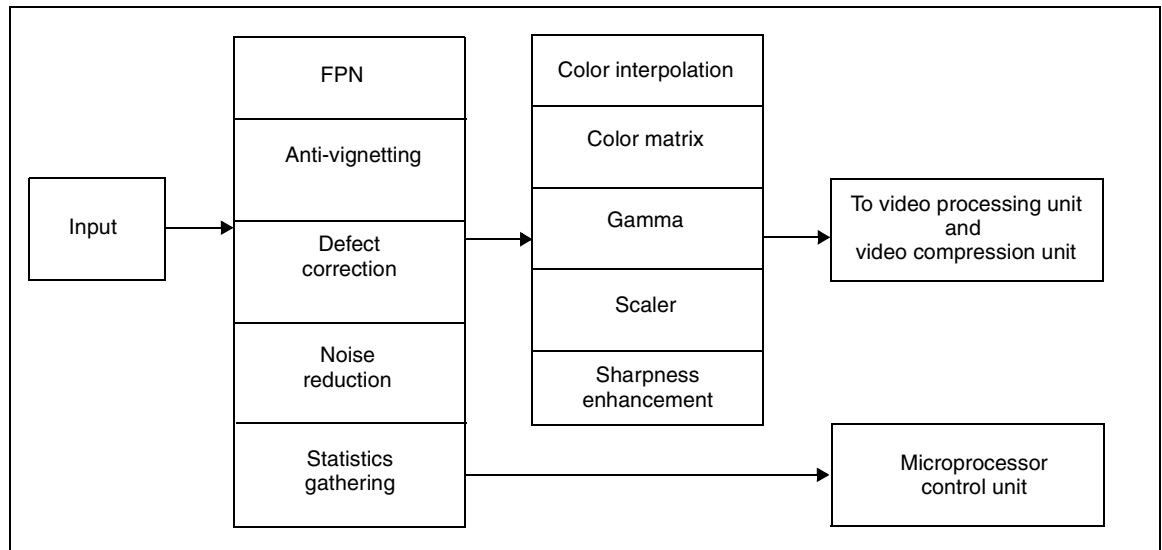 Input
FPN
Anti-vignetting
Defect
correction
Noise
reduction
Statistics
gathering
Color interpolation
Color matrix
Gamma
Scaler
Sharpness
enhancement
To video processing unit
and
video compression unit
Microprocessor
control unit